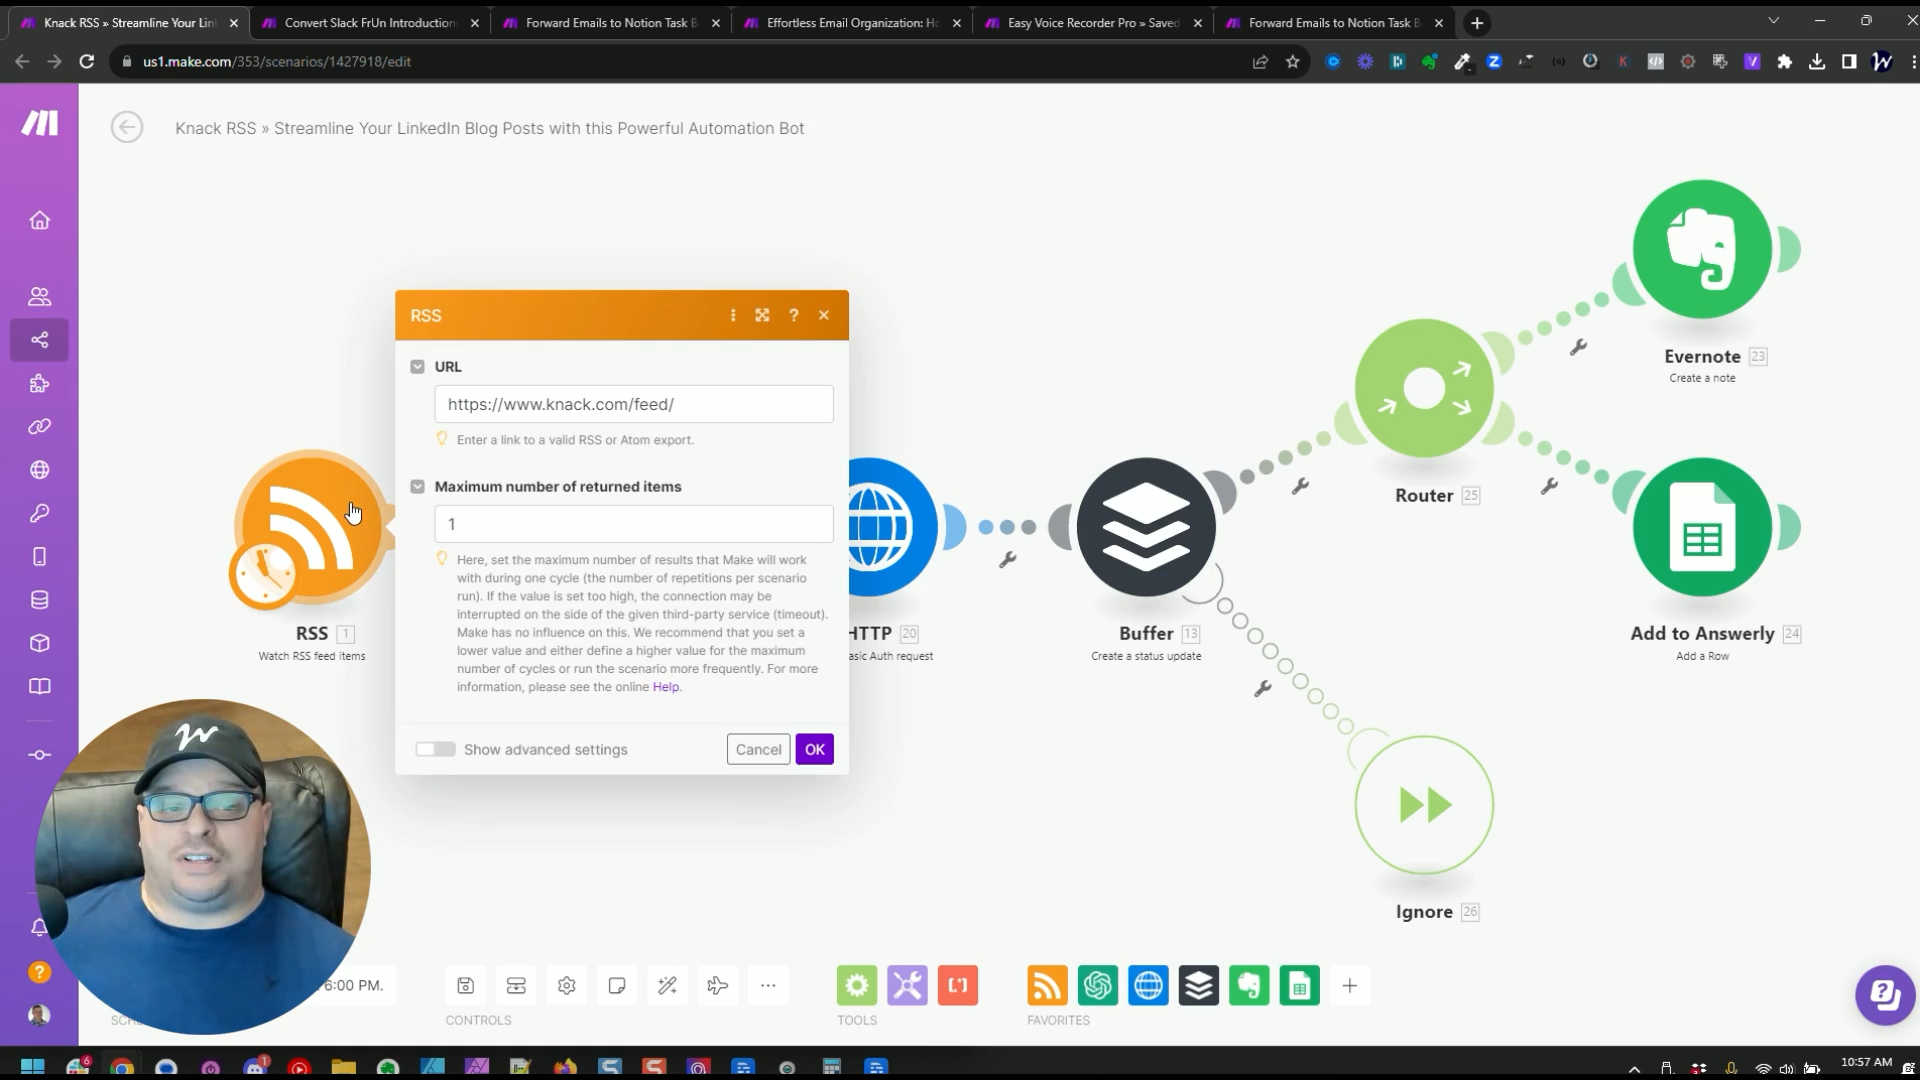 Knack RSS » Streamline Your Lin
Convert Slack FrUn Introduction
Forward Emails to Notion Task B
Effortless Email Organization: Ho
Easy Voice Recorder Pro » Saved
Forward Emails to Notion Task B
us1.make.com/353/scenarios/1427918/edit
Knack RSS » Streamline Your LinkedIn Blog Posts with this Powerful Automation Bot
RSS
URL
https://www.knack.com/feed/
Enter a link to a valid RSS or Atom export.
Maximum number of returned items
1
Here, set the maximum number of results that Make will work
with during one cycle (the number of repetitions per scenario
run). If the value is set too high, the connection may be
interrupted on the side of the given third-party service (timeout).
Make has no influence on this. We recommend that you set a
lower value and either define a higher value for the maximum
number of cycles or run the scenario more frequently. For more
information, please see the online Help.
Show advanced settings
Cancel
OK
RSS 1
Watch RSS feed items
HTTP 20
asic Auth request
Buffer 13
Create a status update
Router 25
Evernote 23
Create a note
Add to Answerly 24
Add a Row
Ignore 26
6:00 PM.
SCHE
CONTROLS
TOOLS
FAVORITES
10:57 AM